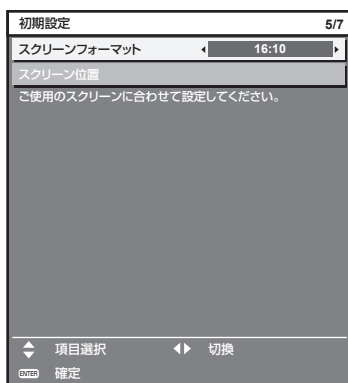 初期設定 5/7
スクリーンフォーマット 16:10
スクリーン位置
ご使用のスクリーンに合わせて設定してください。
項目選択 切換
ENTER 確定